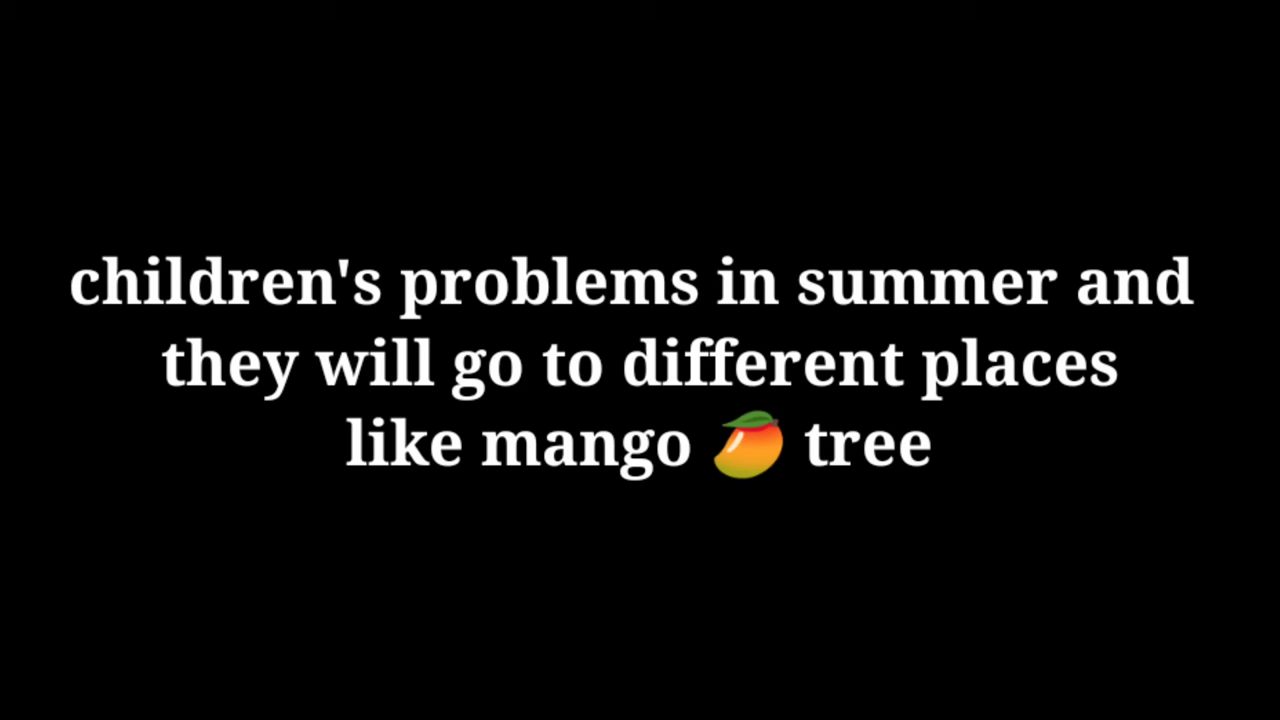 children's problems in summer and
they will go to different places
like mango 🥭 tree